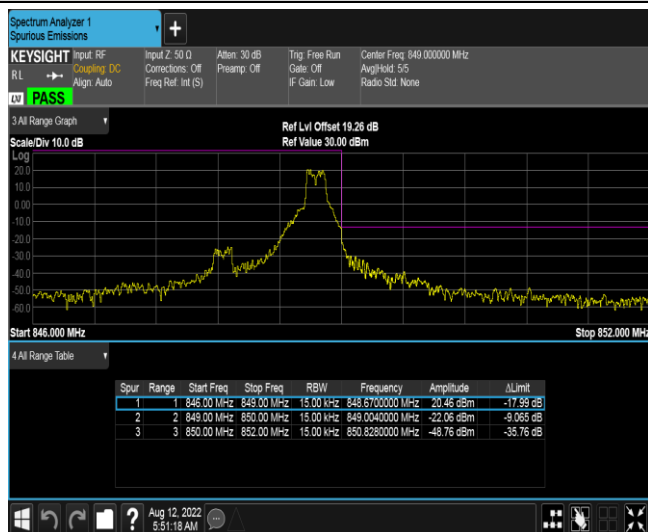 Spectrum Analyzer 1
Spurious Emissions
+
KEYSIGHT Input: RF Input Z: 50 Ω Atten: 30 dB Trig: Free Run Center Freq: 849.000000 MHz
RL Coupling: DC Corrections: Off Preamp: Off Gate: Off Avg|Hold: 5/5
Align: Auto Freq Ref: Int (S) IF Gain: Low Radio Std: None
LXI PASS
3 All Range Graph
Ref Lvl Offset 19.26 dB
Scale/Div 10.0 dB Ref Value 30.00 dBm
Log
20.0
10.0
0.00
-10.0
-20.0
-30.0
-40.0
-50.0
-60.0
Start 846.000 MHz Stop 852.000 MHz
4 All Range Table
Spur Range Start Freq Stop Freq RBW Frequency Amplitude ΔLimit
1 1 846.00 MHz 849.00 MHz 15.00 kHz 848.6700000 MHz 20.46 dBm -17.99 dB
2 2 849.00 MHz 850.00 MHz 15.00 kHz 849.0040000 MHz -22.06 dBm -9.065 dB
3 3 850.00 MHz 852.00 MHz 15.00 kHz 850.8280000 MHz -48.76 dBm -35.76 dB
? Aug 12, 2022
5:51:18 AM